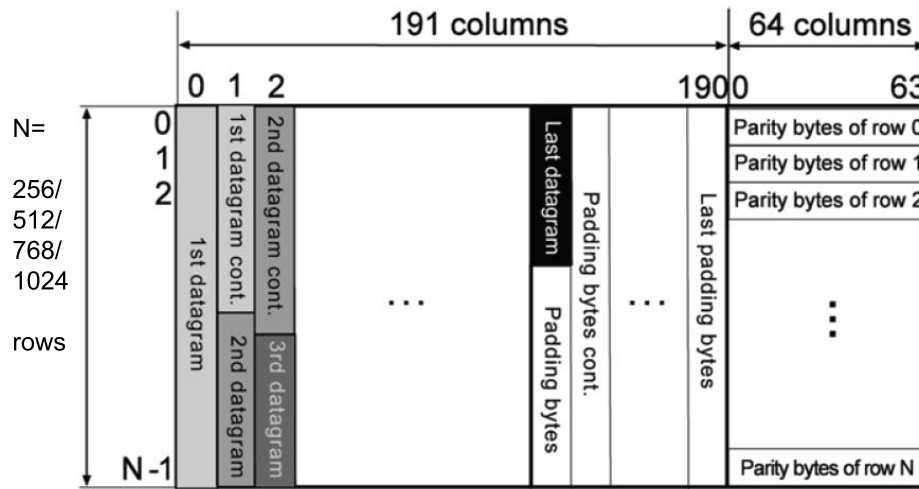 191 columns
64 columns
0 1 2
190 0
63
N=
256/
512/
768/
1024
rows
0
1
2
N-1
1st datagram
1st datagram cont.
2nd datagram
2nd datagram cont.
3rd datagram
...
Last datagram
Padding bytes
Padding bytes cont.
...
Last padding bytes
Parity bytes of row 0
Parity bytes of row 1
Parity bytes of row 2
...
Parity bytes of row N